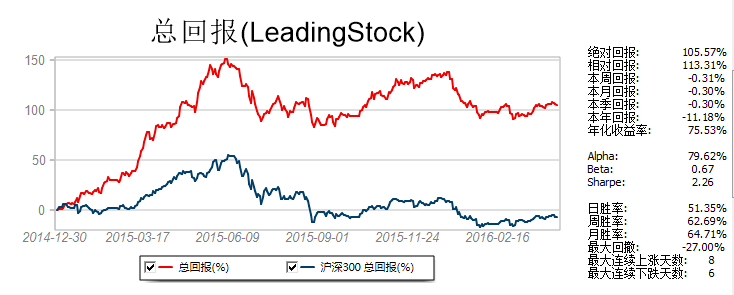 总回报(LeadingStock)
150
100
50
0
2014-12-30 2015-03-17 2015-06-09 2015-09-01 2015-11-24 2016-02-16
总回报(%) 沪深300 总回报(%)
绝对回报: 105.57%
相对回报: 113.31%
本周回报: -0.31%
本月回报: -0.30%
本季回报: -0.30%
本年回报: -11.18%
年化收益率: 75.53%
Alpha: 79.62%
Beta: 0.67
Sharpe: 2.26
日胜率: 51.35%
周胜率: 62.69%
月胜率: 64.71%
最大回撤: -27.00%
最大连续上涨天数: 8
最大连续下跌天数: 6